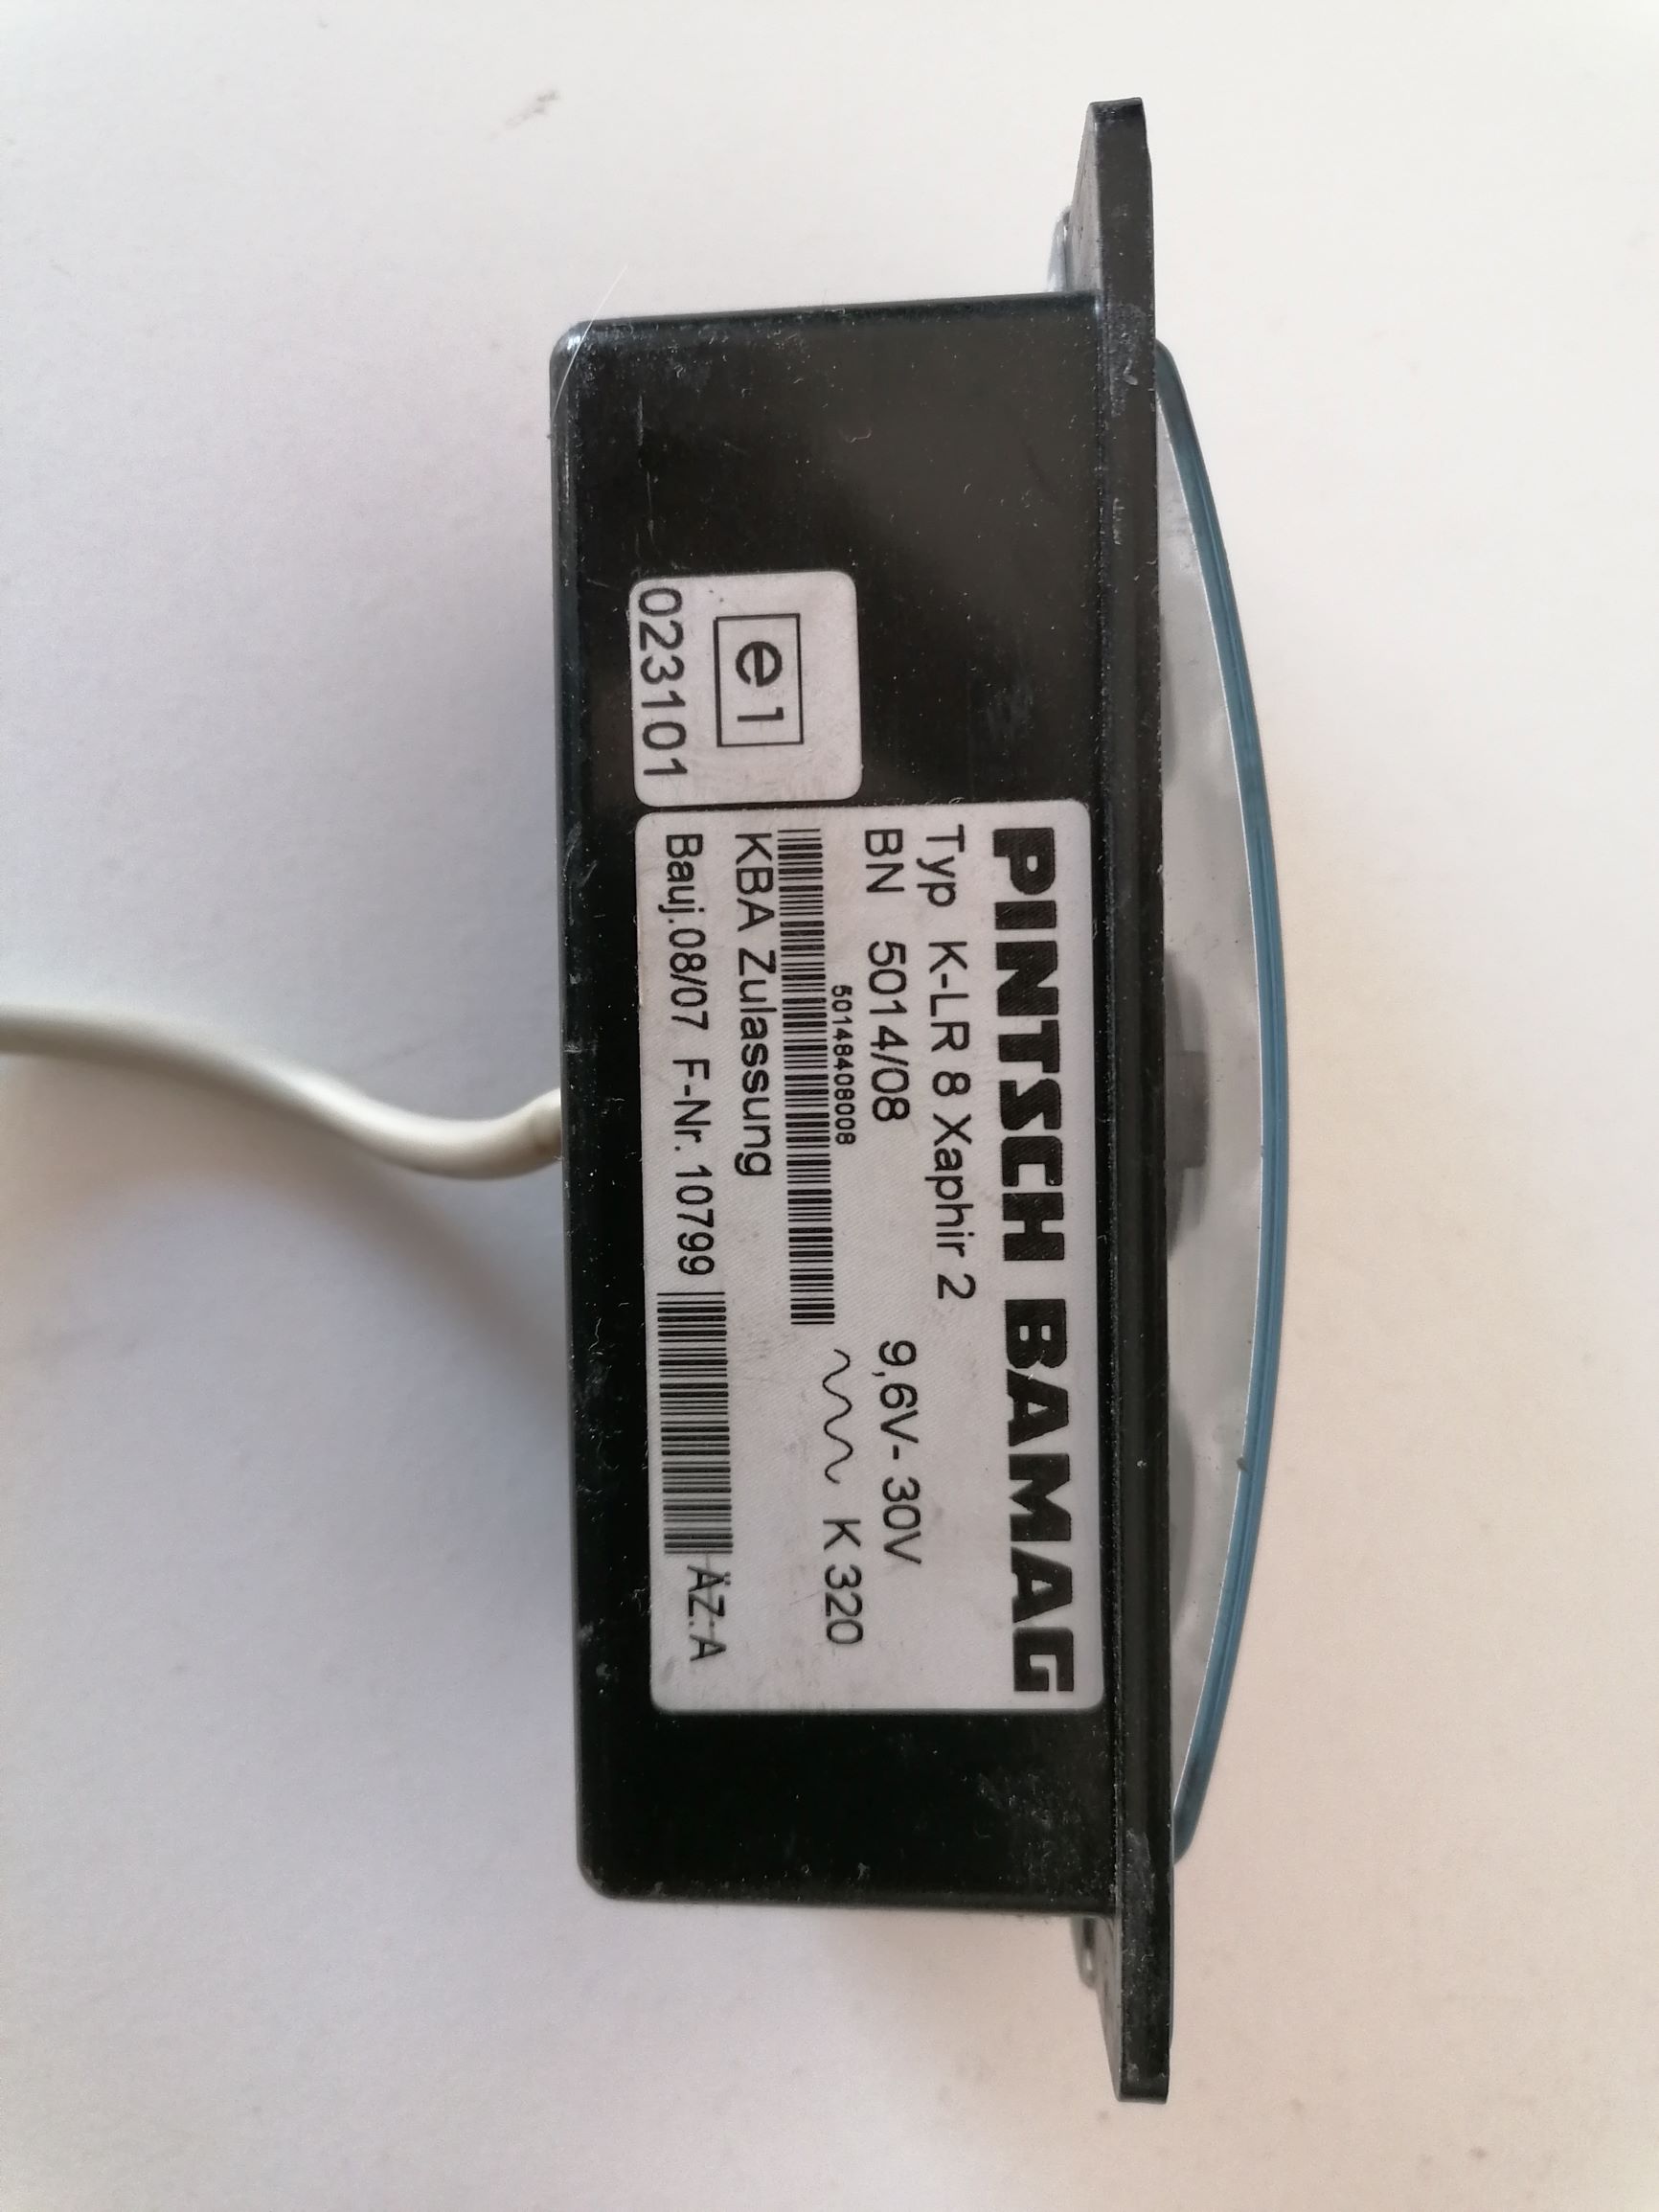 PINTSCH BAMAG
Typ K-LR 8 Xaphir 2
BN 5014/08 9,6V- 30V
50148408008
K 320
KBA Zulassung
Bauj.08/07 F-Nr. 10799 ÄZ: A
e1
023101